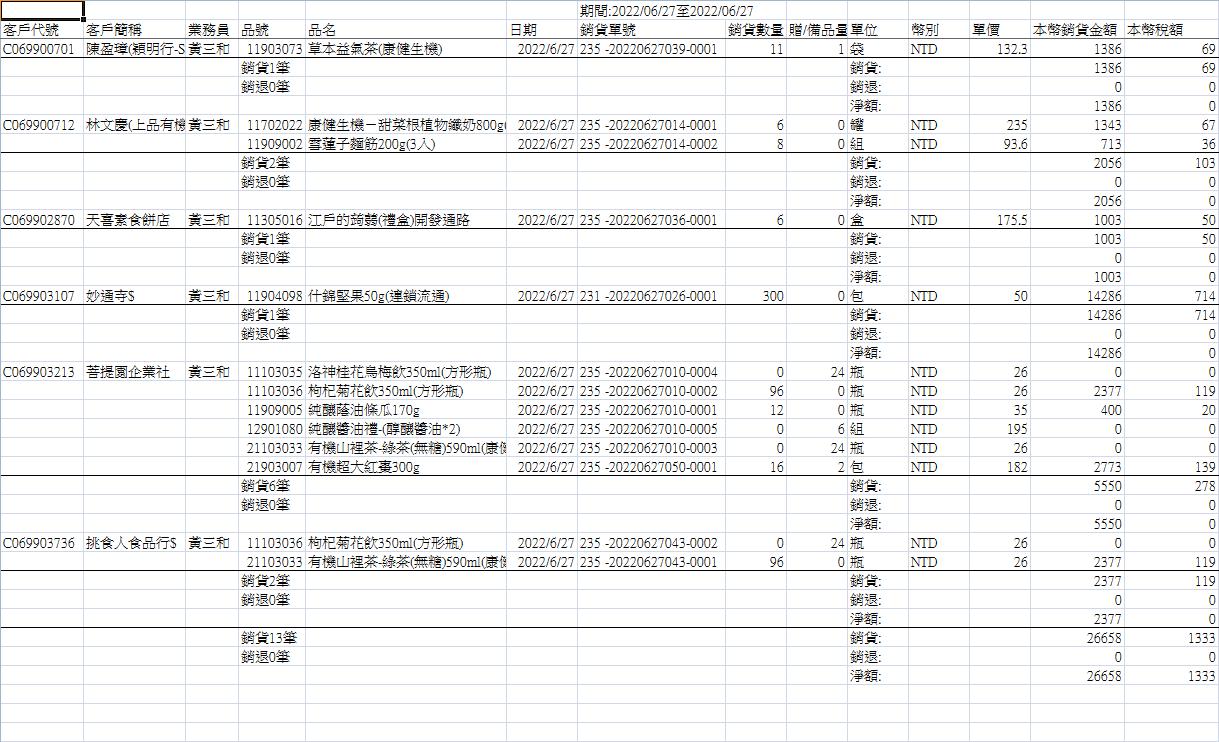 期間:2022/06/27至2022/06/27
客戶代號 客戶簡稱 業務員 品號 品名 日期 銷貨單號 銷貨數量 贈/備品量 單位 幣別 單價 本幣銷貨金額 本幣稅額
C069900701 陳盈璋(穎明行-S 黃三和 11903073 草本益氣茶(康健生機) 2022/6/27 235 -20220627039-0001 11 1 袋 NTD 132.3 1386 69
銷貨1筆 銷貨: 1386 69
銷退0筆 銷退: 0 0
淨額: 1386 0
C069900712 林文慶(上品有機 黃三和 11702022 康健生機－甜菜根植物纖奶800g( 2022/6/27 235 -20220627014-0001 6 0 罐 NTD 235 1343 67
11909002 雪蓮子麵筋200g(3入) 2022/6/27 235 -20220627014-0002 8 0 組 NTD 93.6 713 36
銷貨2筆 銷貨: 2056 103
銷退0筆 銷退: 0 0
淨額: 2056 0
C069902870 天喜素食餅店 黃三和 11305016 江戶的蒟蒻(禮盒)開發通路 2022/6/27 235 -20220627036-0001 6 0 盒 NTD 175.5 1003 50
銷貨1筆 銷貨: 1003 50
銷退0筆 銷退: 0 0
淨額: 1003 0
C069903107 妙通寺$ 黃三和 11904098 什錦堅果50g(連鎖流通) 2022/6/27 231 -20220627026-0001 300 0 包 NTD 50 14286 714
銷貨1筆 銷貨: 14286 714
銷退0筆 銷退: 0 0
淨額: 14286 0
C069903213 菩提園企業社 黃三和 11103035 洛神桂花烏梅飲350ml(方形瓶) 2022/6/27 235 -20220627010-0004 0 24 瓶 NTD 26 0 0
11103036 枸杞菊花飲350ml(方形瓶) 2022/6/27 235 -20220627010-0002 96 0 瓶 NTD 26 2377 119
11909005 純釀蔭油條瓜170g 2022/6/27 235 -20220627010-0001 12 0 瓶 NTD 35 400 20
12901080 純釀醬油禮-(醇釀醬油*2) 2022/6/27 235 -20220627010-0005 0 6 組 NTD 195 0 0
21103033 有機山裡茶-綠茶(無糖)590ml(康健 2022/6/27 235 -20220627010-0003 0 24 瓶 NTD 26 0 0
21903007 有機超大紅棗300g 2022/6/27 235 -20220627050-0001 16 2 包 NTD 182 2773 139
銷貨6筆 銷貨: 5550 278
銷退0筆 銷退: 0 0
淨額: 5550 0
C069903736 挑食人食品行$ 黃三和 11103036 枸杞菊花飲350ml(方形瓶) 2022/6/27 235 -20220627043-0002 0 24 瓶 NTD 26 0 0
21103033 有機山裡茶-綠茶(無糖)590ml(康健 2022/6/27 235 -20220627043-0001 96 0 瓶 NTD 26 2377 119
銷貨2筆 銷貨: 2377 119
銷退0筆 銷退: 0 0
淨額: 2377 0
銷貨13筆 銷貨: 26658 1333
銷退0筆 銷退: 0 0
淨額: 26658 1333